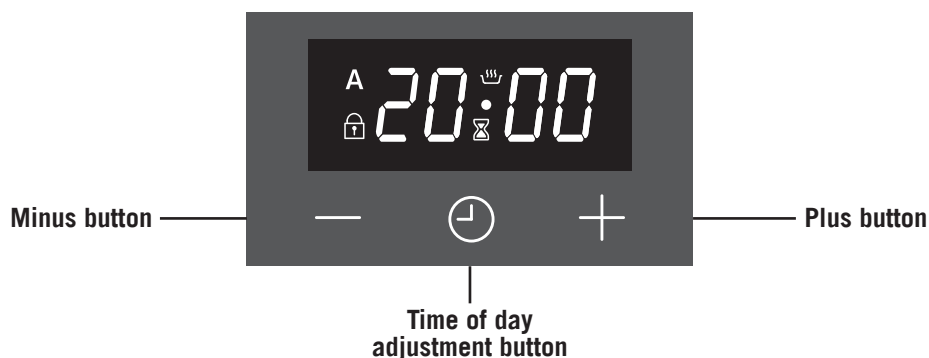 A
20:00
Minus button
Plus button
Time of day
adjustment button